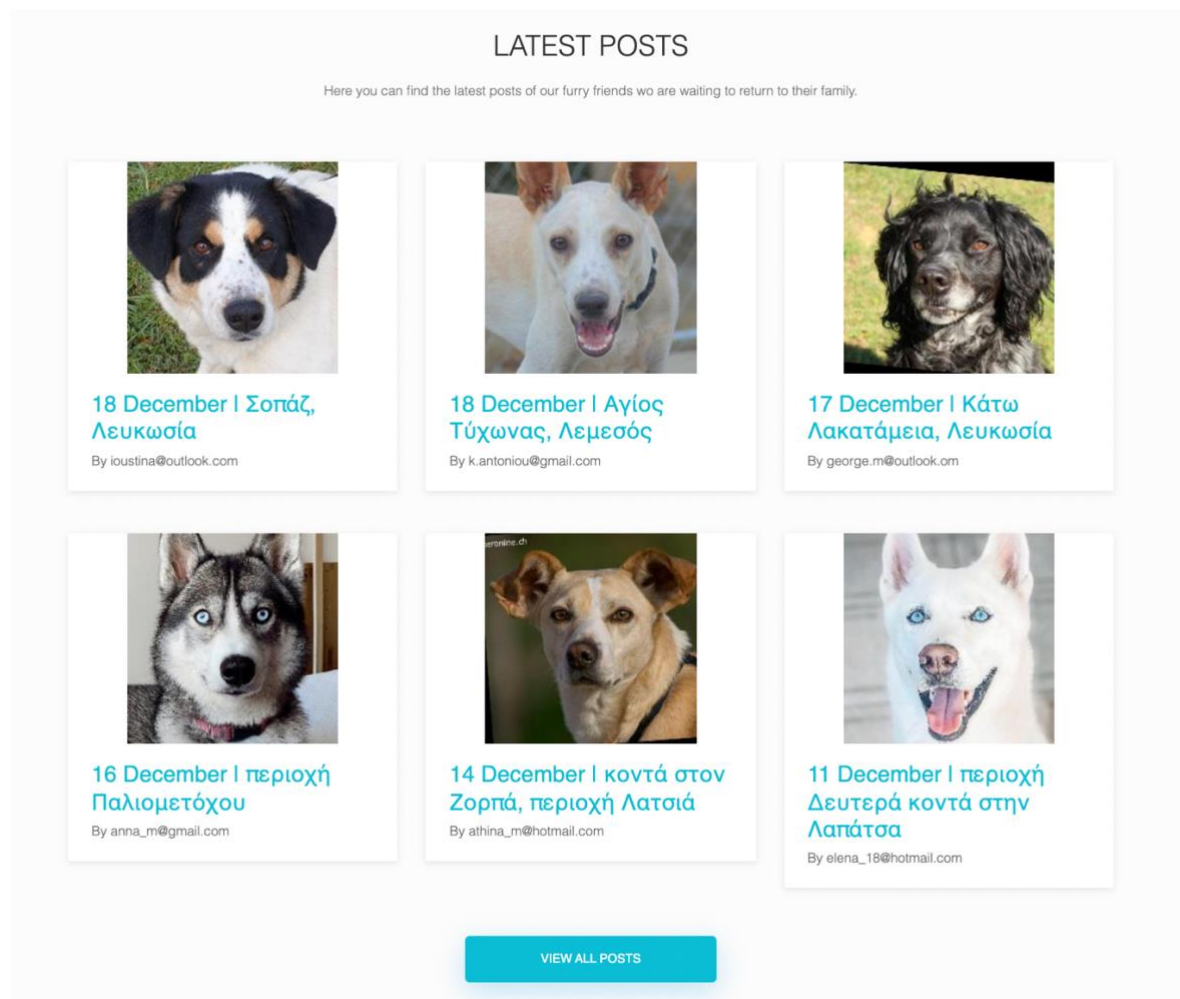 LATEST POSTS
Here you can find the latest posts of our furry friends wo are waiting to return to their family.
18 December | Σοπάζ,
Λευκωσία
By ioustina@outlook.com
18 December | Αγίος
Τύχωνας, Λεμεσός
By k.antoniou@gmail.com
17 December | Κάτω
Λακατάμεια, Λευκωσία
By george.m@outlook.om
16 December | περιοχή
Παλιομετόχου
By anna_m@gmail.com
14 December | κοντά στον
Ζορπά, περιοχή Λατσιά
By athina_m@hotmail.com
11 December | περιοχή
Δευτερά κοντά στην
Λαπάτσα
By elena_18@hotmail.com
VIEW ALL POSTS